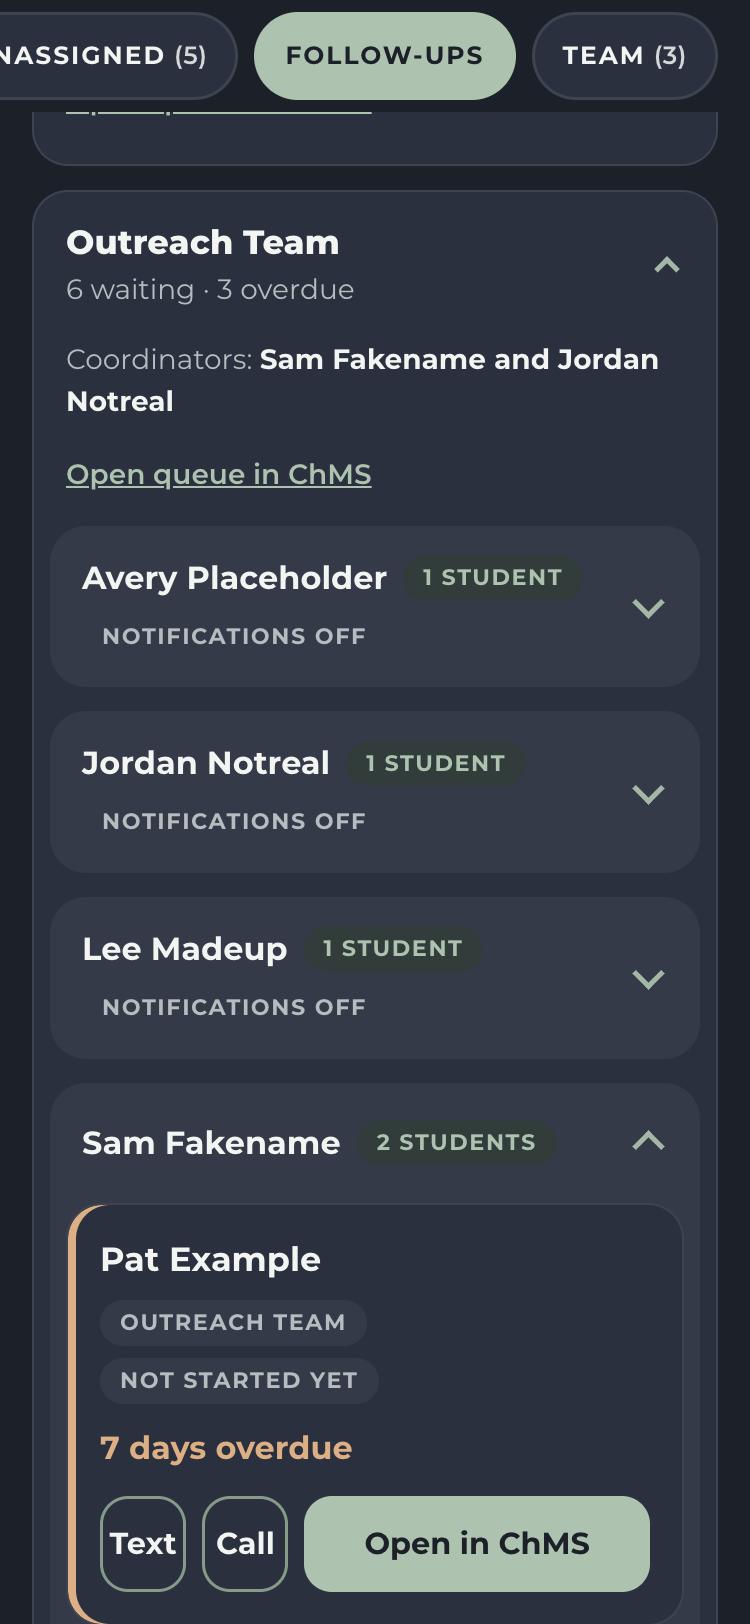 NASSIGNED (5) FOLLOW-UPS TEAM (3)
Outreach Team
6 waiting · 3 overdue
Coordinators: Sam Fakename and Jordan
Notreal
Open queue in ChMS
Avery Placeholder 1 STUDENT
NOTIFICATIONS OFF
Jordan Notreal 1 STUDENT
NOTIFICATIONS OFF
Lee Madeup 1 STUDENT
NOTIFICATIONS OFF
Sam Fakename 2 STUDENTS
Pat Example
OUTREACH TEAM
NOT STARTED YET
7 days overdue
Text Call Open in ChMS